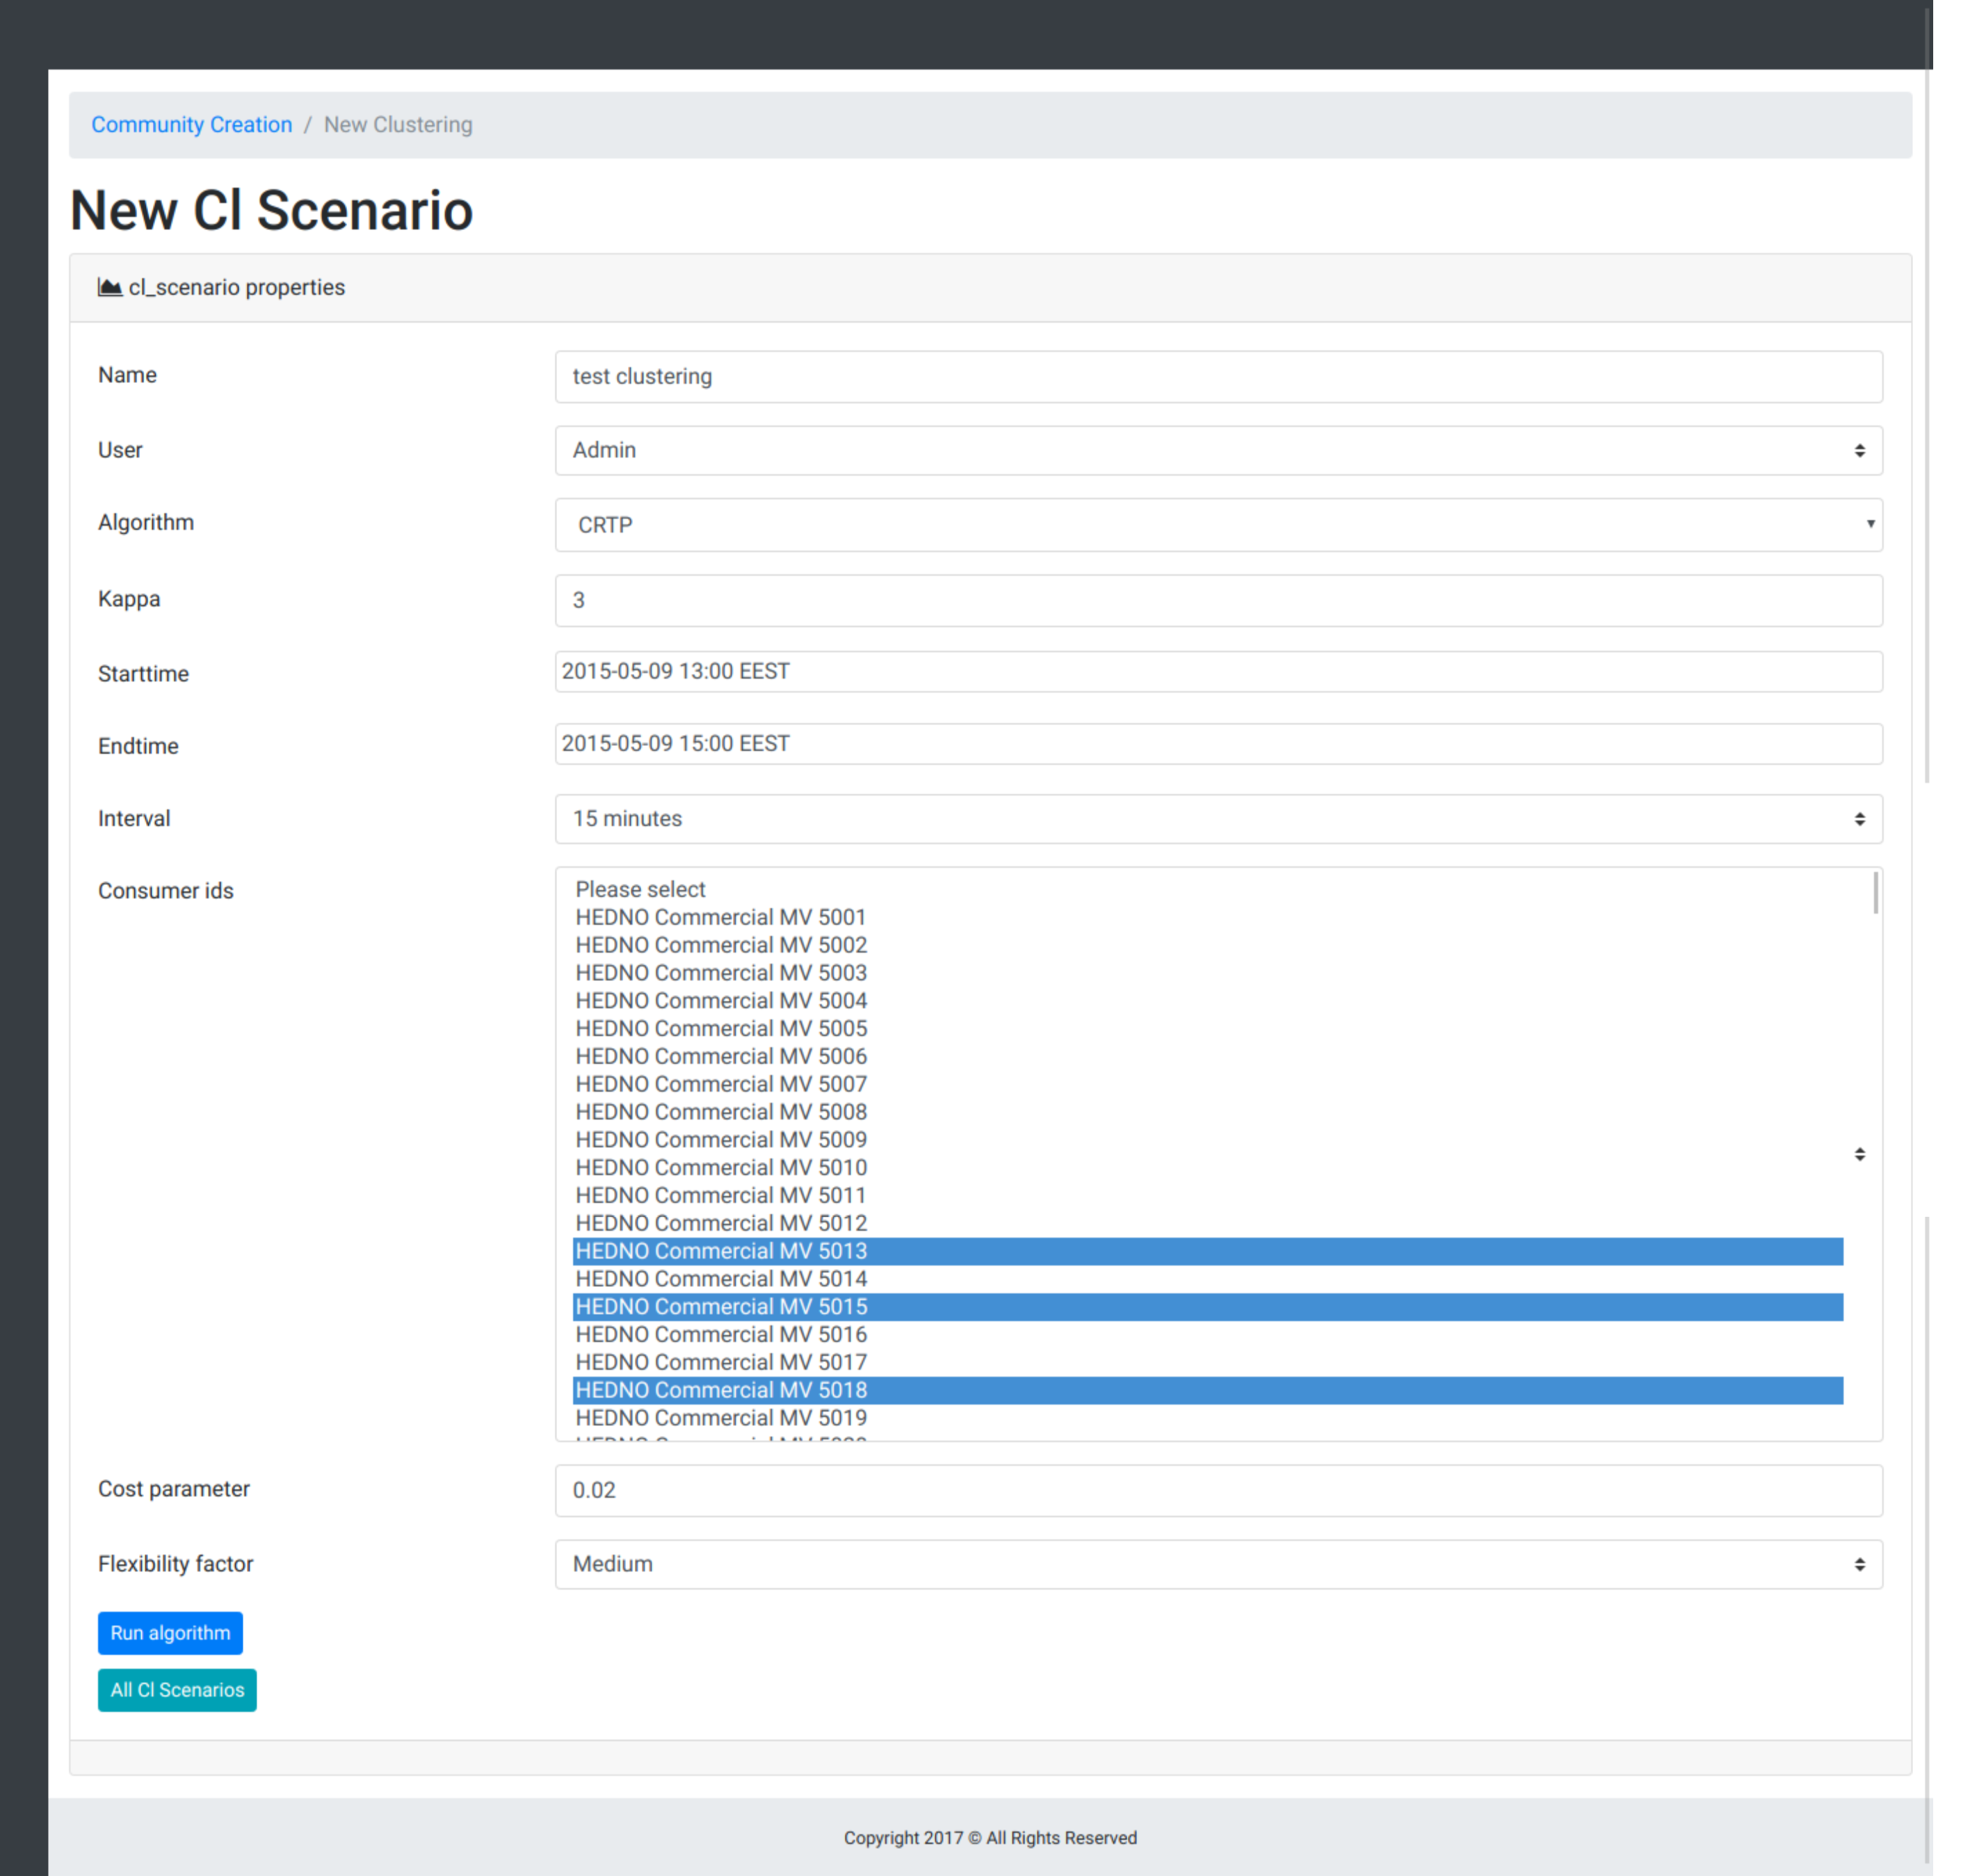 Community Creation / New Clustering
New Cl Scenario
cl_scenario properties
Name test clustering
User Admin
Algorithm CRTP
Kappa 3
Starttime 2015-05-09 13:00 EEST
Endtime 2015-05-09 15:00 EEST
Interval 15 minutes
Consumer ids Please select
HEDNO Commercial MV 5001
HEDNO Commercial MV 5002
HEDNO Commercial MV 5003
HEDNO Commercial MV 5004
HEDNO Commercial MV 5005
HEDNO Commercial MV 5006
HEDNO Commercial MV 5007
HEDNO Commercial MV 5008
HEDNO Commercial MV 5009
HEDNO Commercial MV 5010
HEDNO Commercial MV 5011
HEDNO Commercial MV 5012
HEDNO Commercial MV 5013
HEDNO Commercial MV 5014
HEDNO Commercial MV 5015
HEDNO Commercial MV 5016
HEDNO Commercial MV 5017
HEDNO Commercial MV 5018
HEDNO Commercial MV 5019
Cost parameter 0.02
Flexibility factor Medium
Run algorithm
All Cl Scenarios
Copyright 2017 © All Rights Reserved